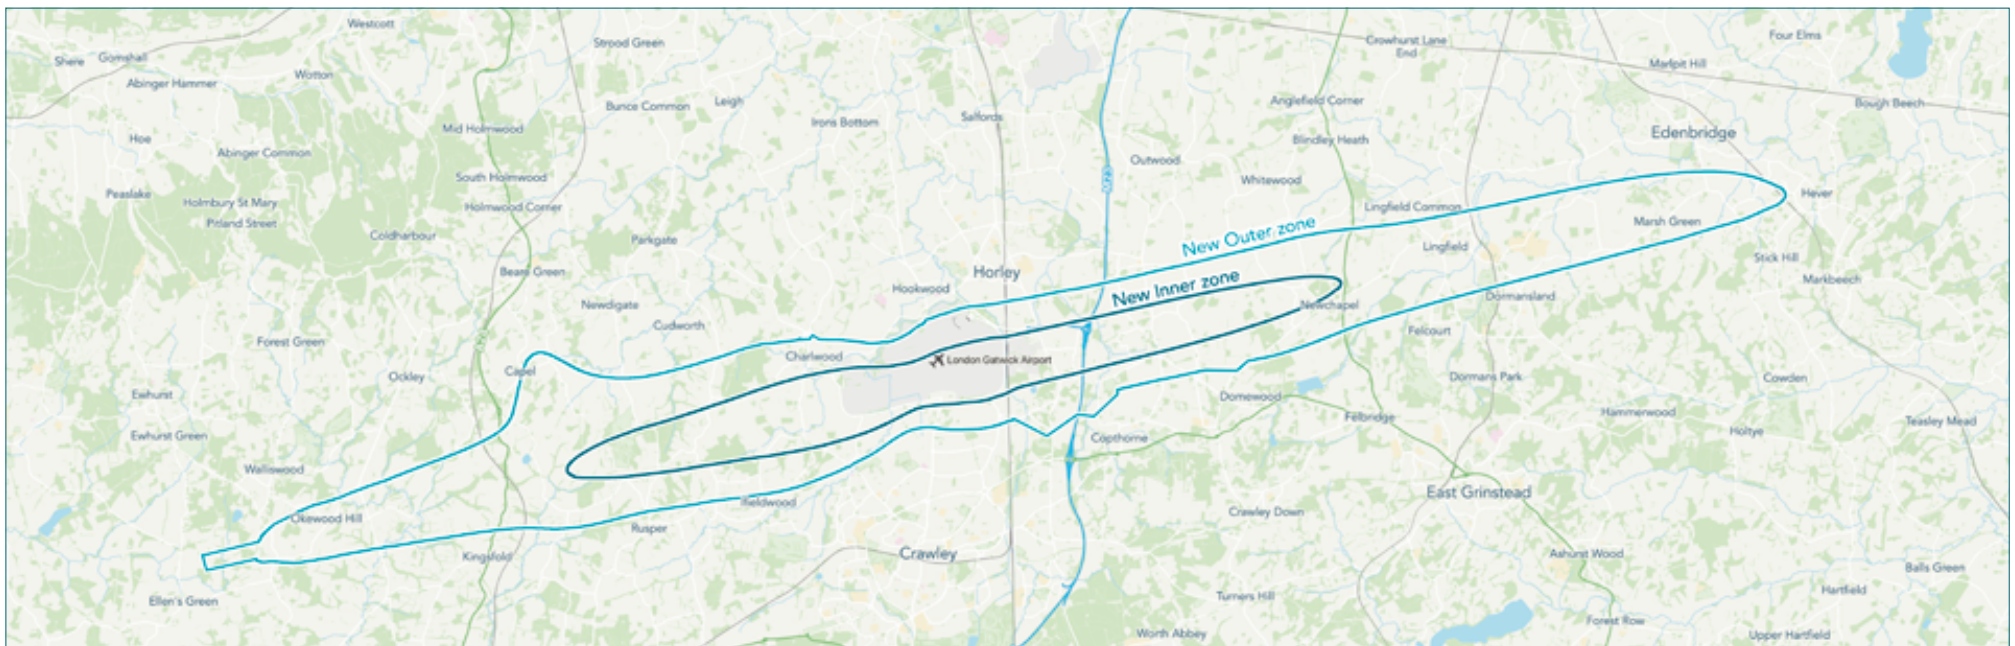 Westcott
Strood Green
Crowhurst Lane
End
Four Elms
Shere
Gomshall
Marlpit Hill
Abinger Hammer
Wotton
Bunce Common
Leigh
Irons Bottom
Salfords
Anglefield Corner
Bough Beech
Hoe
Mid Holmwood
Blindley Heath
Edenbridge
Abinger Common
Outwood
M23
South Holmwood
Whitewood
Peaslake
Holmbury St Mary
Holmwood Corner
Lingfield Common
Hever
Pitland Street
Coldharbour
Parkgate
New Outer zone
Lingfield
Marsh Green
Beare Green
Horley
Hookwood
New Inner zone
Stick Hill
Markbeech
Newdigate
Newchapel
Dormansland
Cudworth
Forest Green
Charlwood
London Gatwick Airport
Felcourt
Capel
Ockley
Dormans Park
Cowden
Ewhurst
Domewood
Felbridge
Hammerwood
Holtye
Teasley Mead
Ewhurst Green
Copthorne
Walliswood
East Grinstead
Ifieldwood
Okewood Hill
Rusper
Crawley Down
Kingsfold
Crawley
Ashurst Wood
Balls Green
Ellen's Green
Turners Hill
Hartfield
Forest Row
Worth Abbey
Upper Hartfield